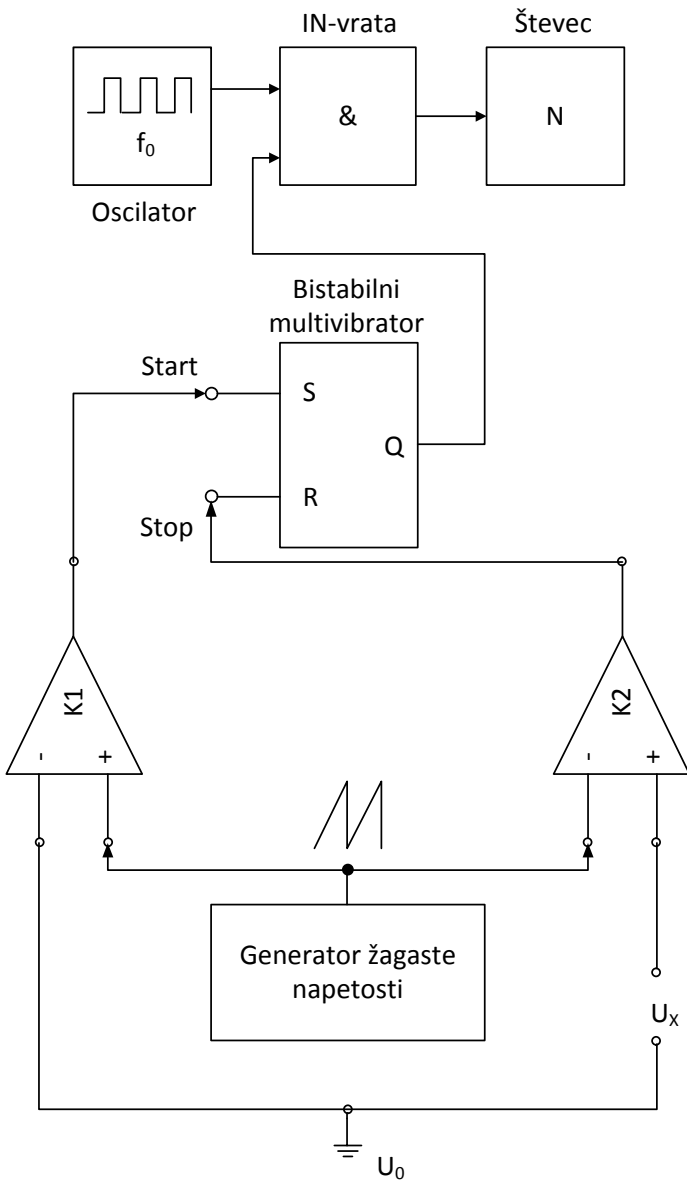 IN-vrata
Števec
f₀
&
N
Oscilator
Bistabilni
multivibrator
Start
S
Q
R
Stop
K1
K2
- +
- +
Generator žagaste
napetosti
Uₓ
U₀